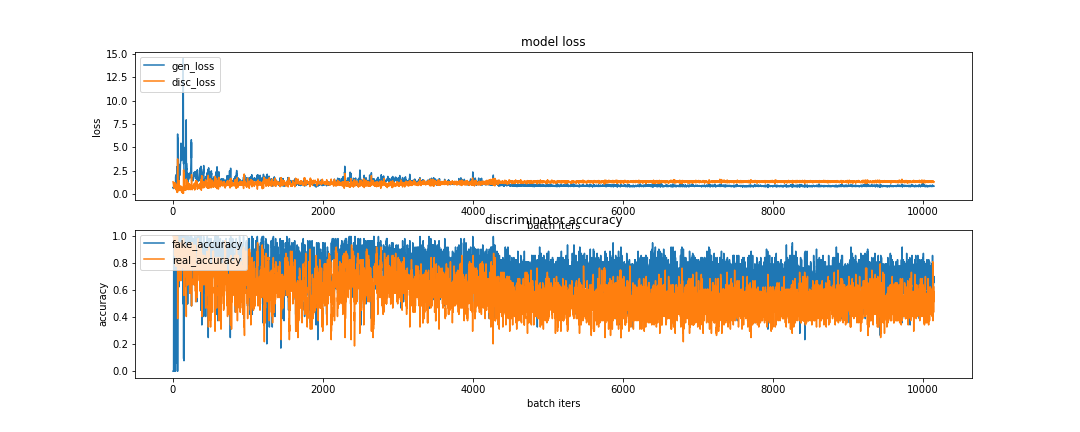 model loss
15.0
12.5
10.0
7.5
5.0
2.5
0.0
loss
gen_loss
disc_loss
0 2000 4000 6000 8000 10000
batch iters
discriminator accuracy
1.0
0.8
0.6
0.4
0.2
0.0
accuracy
fake_accuracy
real_accuracy
0 2000 4000 6000 8000 10000
batch iters